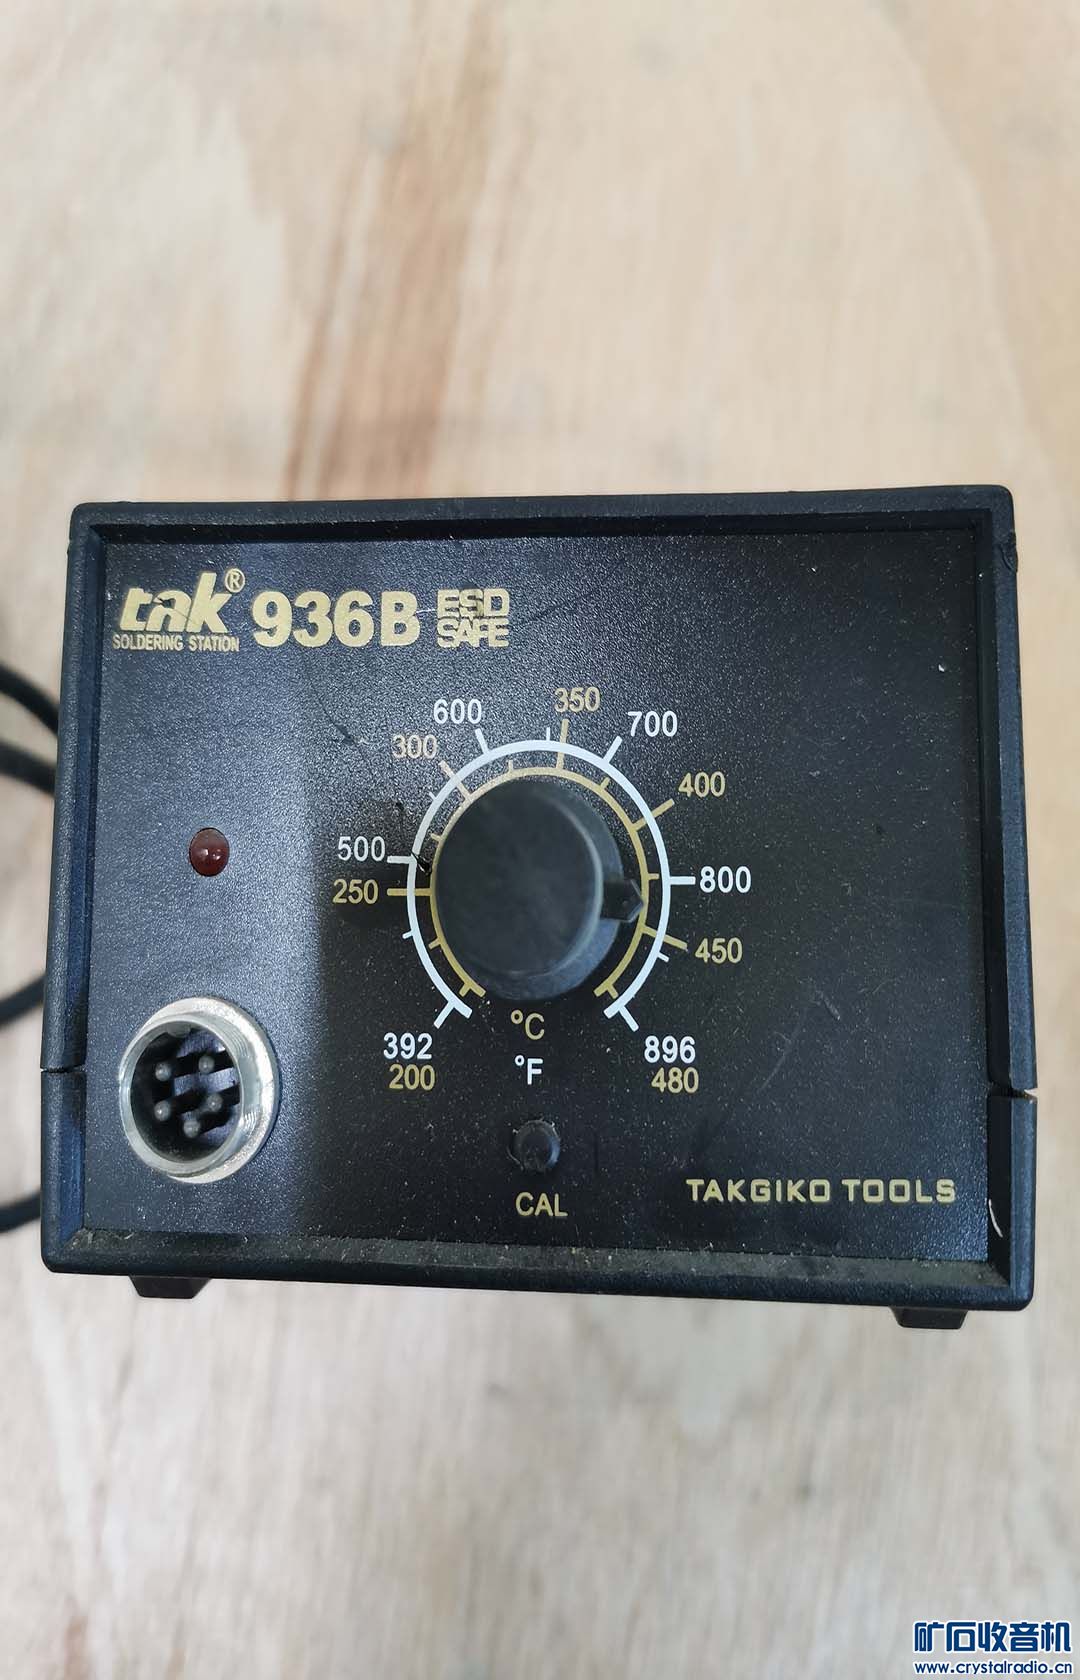 tak®
SOLDERING STATION
936B
ESD
SAFE
600
350
700
300
400
500
250
800
450
°C
°F
392
200
896
480
CAL
TAKGIKO TOOLS
矿石收音机
www.crystalradio.cn